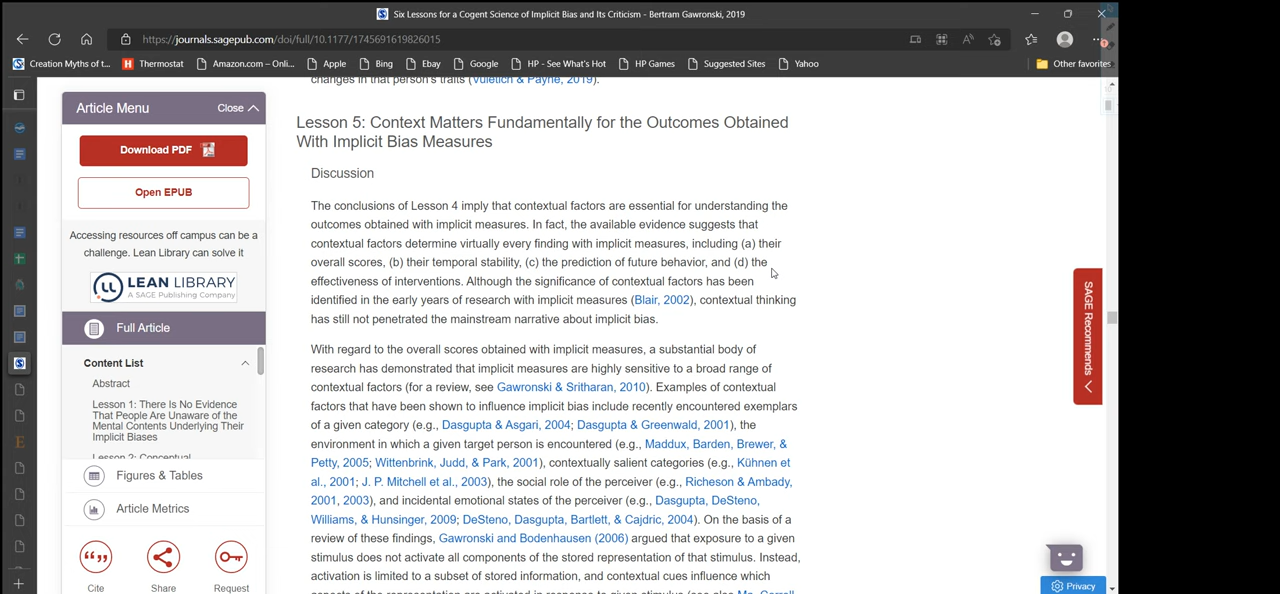 Six Lessons for a Cogent Science of Implicit Bias and Its Criticism - Bertram Gawronski, 2019
https://journals.sagepub.com/doi/full/10.1177/1745691619826015
Creation Myths of t... Thermostat Amazon.com – Onli... Apple Bing Ebay Google HP - See What's Hot HP Games Suggested Sites Yahoo Other favorites
Article Menu Close
Download PDF
Open EPUB
Accessing resources off campus can be a
challenge. Lean Library can solve it
LEAN LIBRARY
A SAGE Publishing Company
Full Article
Content List
Abstract
Lesson 1: There Is No Evidence
That People Are Unaware of the
Mental Contents Underlying Their
Implicit Biases
Lesson 2: Conceptual
Figures & Tables
Article Metrics
Cite Share Request
changes in that person's traits (Vuletich & Payne, 2019).
Lesson 5: Context Matters Fundamentally for the Outcomes Obtained
With Implicit Bias Measures
Discussion
The conclusions of Lesson 4 imply that contextual factors are essential for understanding the
outcomes obtained with implicit measures. In fact, the available evidence suggests that
contextual factors determine virtually every finding with implicit measures, including (a) their
overall scores, (b) their temporal stability, (c) the prediction of future behavior, and (d) the
effectiveness of interventions. Although the significance of contextual factors has been
identified in the early years of research with implicit measures (Blair, 2002), contextual thinking
has still not penetrated the mainstream narrative about implicit bias.
With regard to the overall scores obtained with implicit measures, a substantial body of
research has demonstrated that implicit measures are highly sensitive to a broad range of
contextual factors (for a review, see Gawronski & Sritharan, 2010). Examples of contextual
factors that have been shown to influence implicit bias include recently encountered exemplars
of a given category (e.g., Dasgupta & Asgari, 2004; Dasgupta & Greenwald, 2001), the
environment in which a given target person is encountered (e.g., Maddux, Barden, Brewer, &
Petty, 2005; Wittenbrink, Judd, & Park, 2001), contextually salient categories (e.g., Kühnen et
al., 2001; J. P. Mitchell et al., 2003), the social role of the perceiver (e.g., Richeson & Ambady,
2001, 2003), and incidental emotional states of the perceiver (e.g., Dasgupta, DeSteno,
Williams, & Hunsinger, 2009; DeSteno, Dasgupta, Bartlett, & Cajdric, 2004). On the basis of a
review of these findings, Gawronski and Bodenhausen (2006) argued that exposure to a given
stimulus does not activate all components of the stored representation of that stimulus. Instead,
activation is limited to a subset of stored information, and contextual cues influence which
aspects of the representation are activated in response to given stimulus (see also Ma, Correll,
SAGE Recommends
Privacy